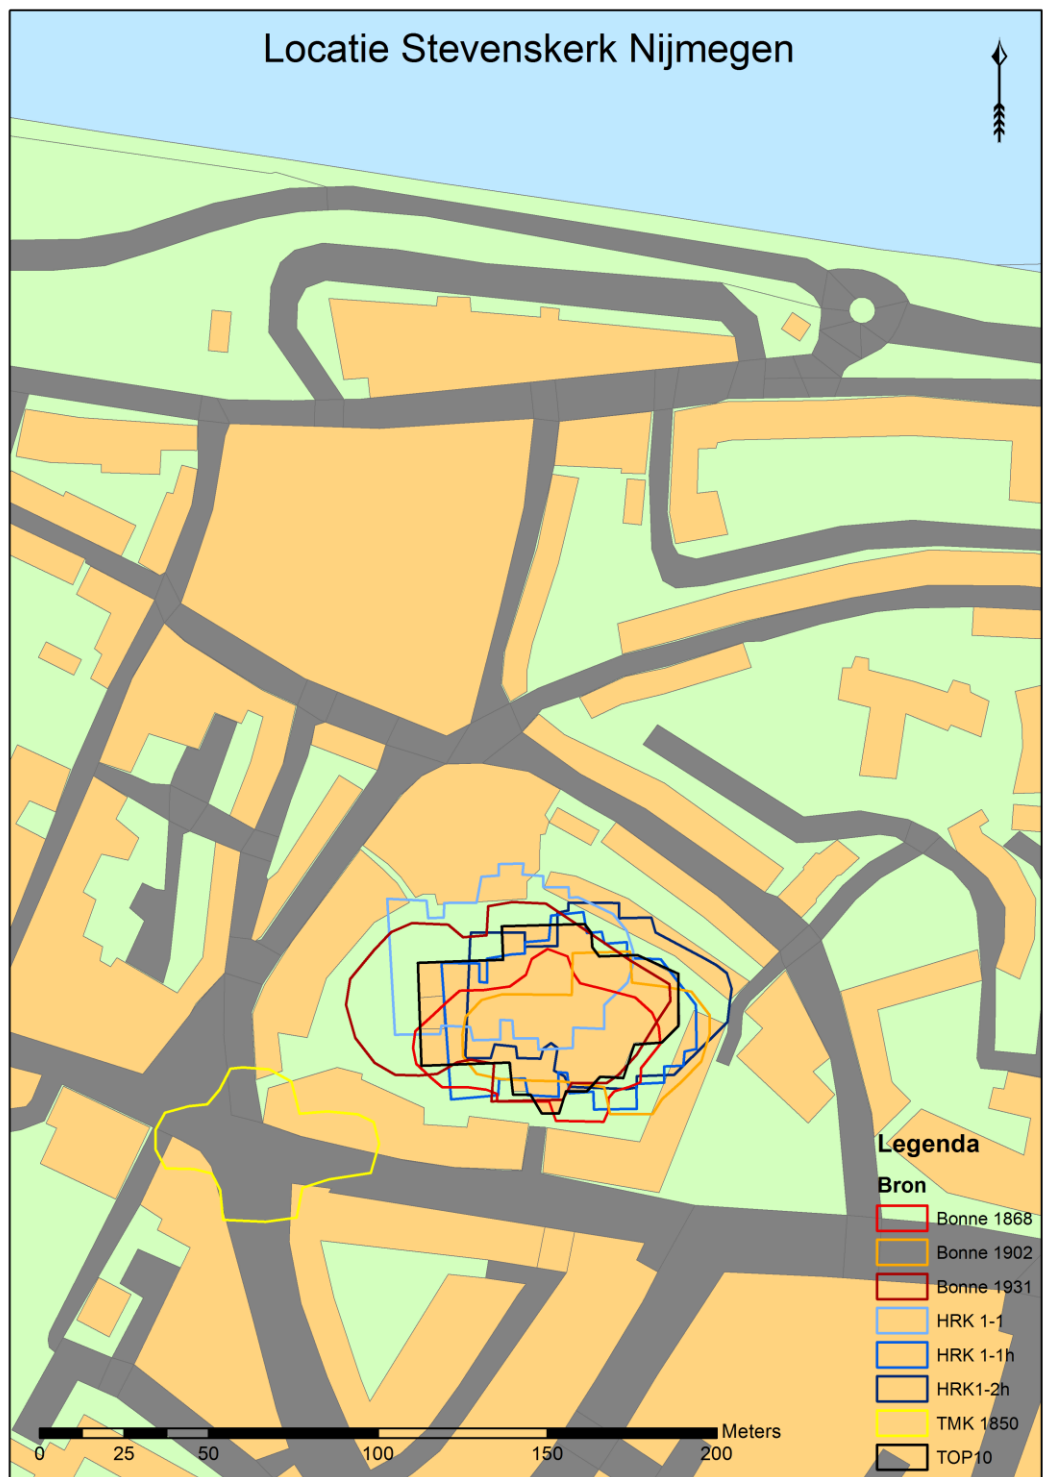 Locatie Stevenskerk Nijmegen
Legenda
Bron
Bonne 1868
Bonne 1902
Bonne 1931
HRK 1-1
HRK 1-1h
HRK1-2h
TMK 1850
TOP10
Meters
0 25 50 100 150 200